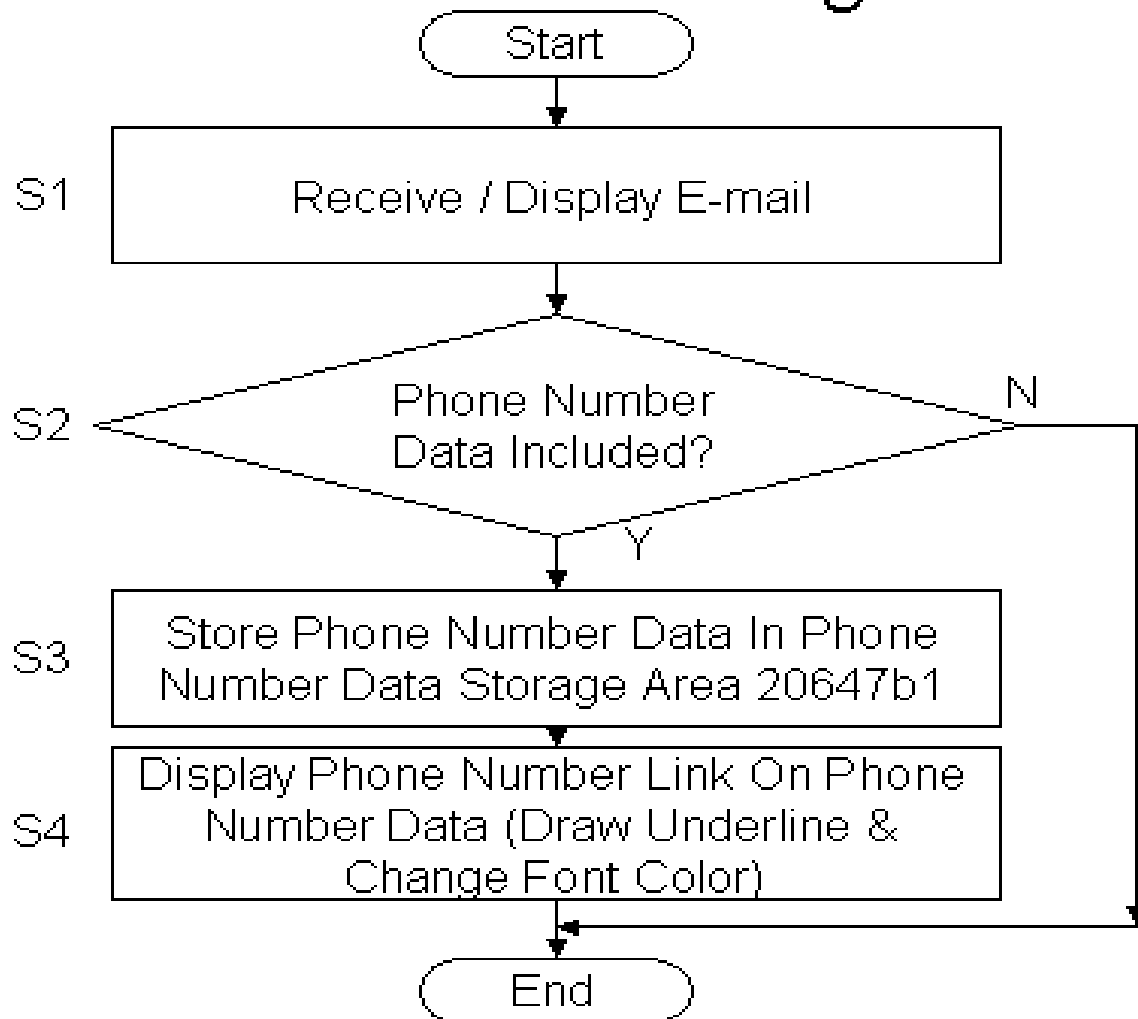 Start
S1
Receive / Display E-mail
S2
Phone Number
Data Included?
N
Y
S3
Store Phone Number Data In Phone
Number Data Storage Area 20647b1
S4
Display Phone Number Link On Phone
Number Data (Draw Underline &
Change Font Color)
End